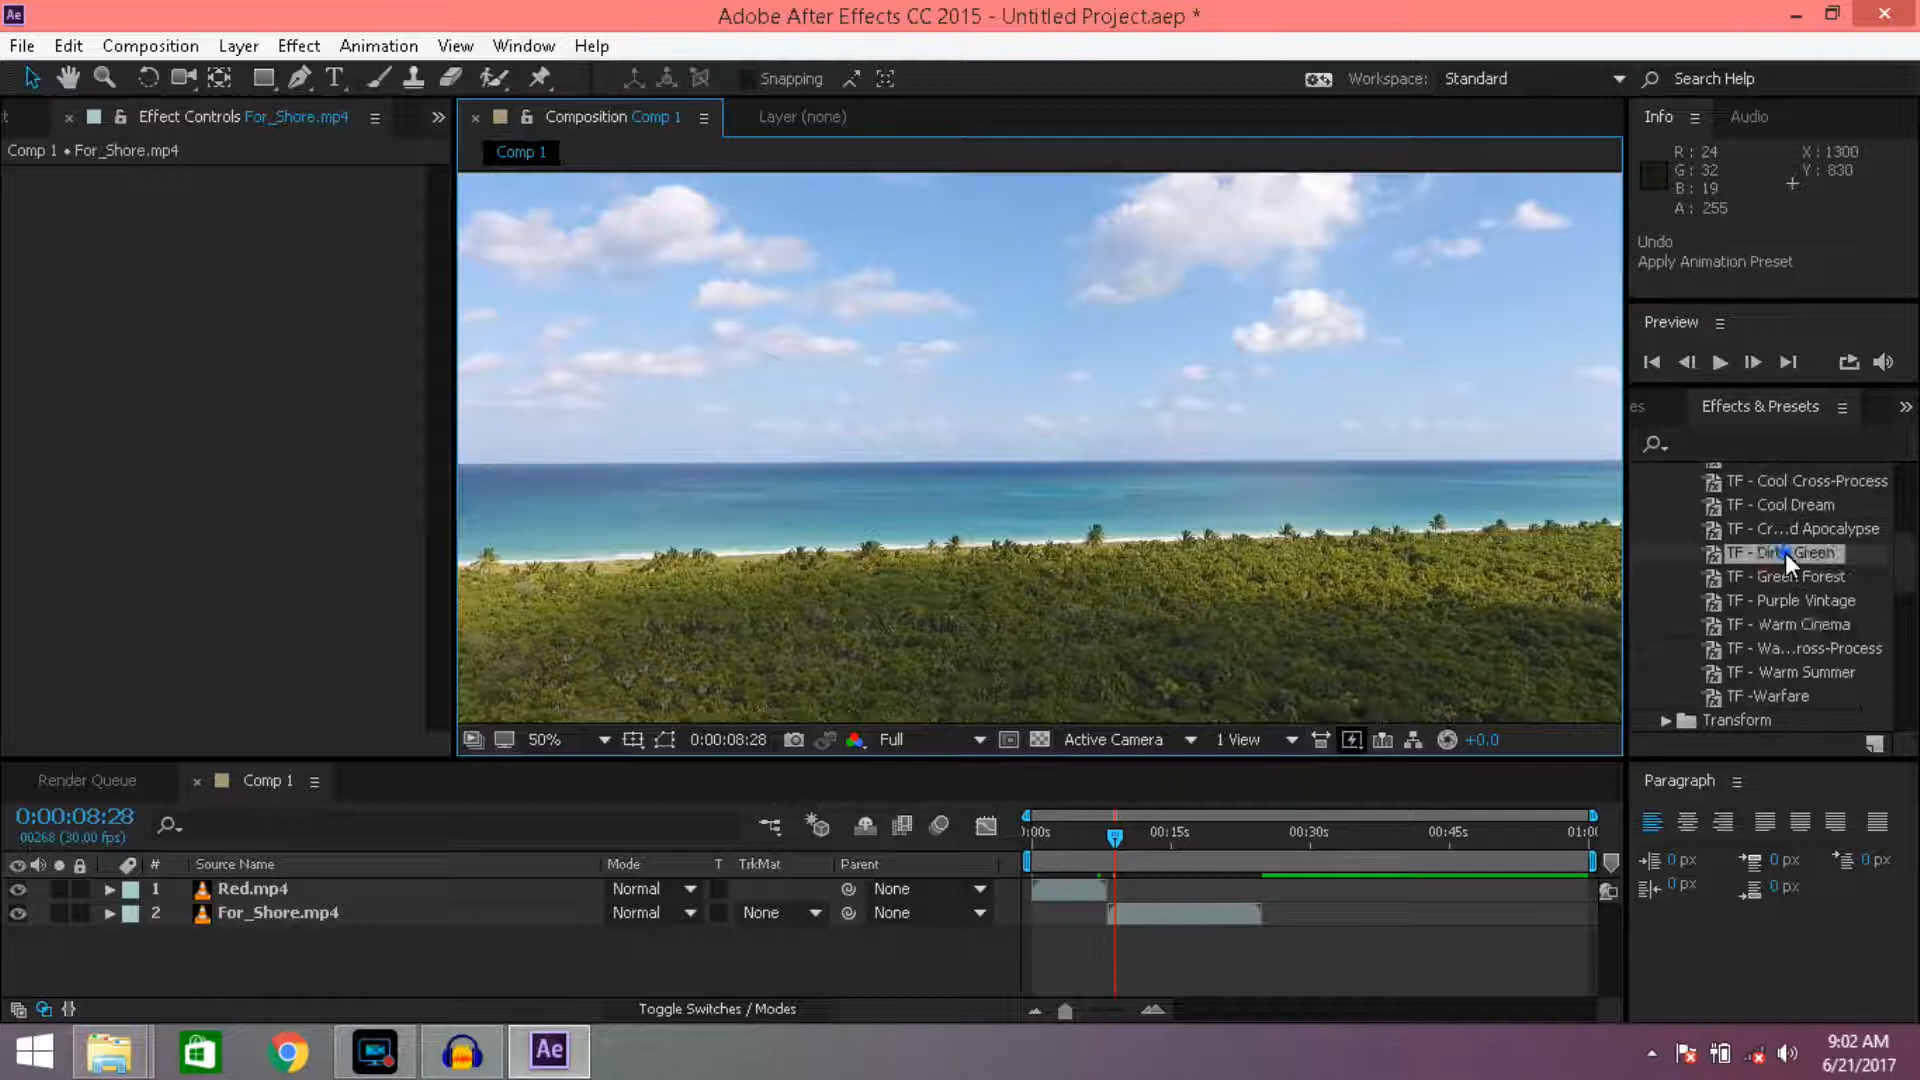 Ae
Adobe After Effects CC 2015 - Untitled Project.aep *
File Edit Composition Layer Effect Animation View Window Help
T Snapping Workspace: Standard Search Help
t Effect Controls For_Shore.mp4
Composition Comp 1
Layer (none)
Info Audio
Comp 1 • For_Shore.mp4
Comp 1
R : 24 X : 1300
G : 32 Y : 830
B : 19
A : 255
Undo
Apply Animation Preset
Preview
es Effects & Presets
TF - Cool Cross-Process
TF - Cool Dream
TF - Cr...d Apocalypse
TF - Dirty Green
TF - Green Forest
TF - Purple Vintage
TF - Warm Cinema
TF - Wa...ross-Process
TF - Warm Summer
TF -Warfare
Transform
50% 0:00:08:28 Full Active Camera 1 View +0.0
Render Queue Comp 1
Paragraph
0:00:08:28
00268 (30.00 fps)
0:00s 00:15s 00:30s 00:45s 01:00
# Source Name Mode T TrkMat Parent
1 Red.mp4 Normal None
2 For_Shore.mp4 Normal None None
0 px 0 px 0 px
0 px 0 px
Toggle Switches / Modes
Ae
9:02 AM
6/21/2017